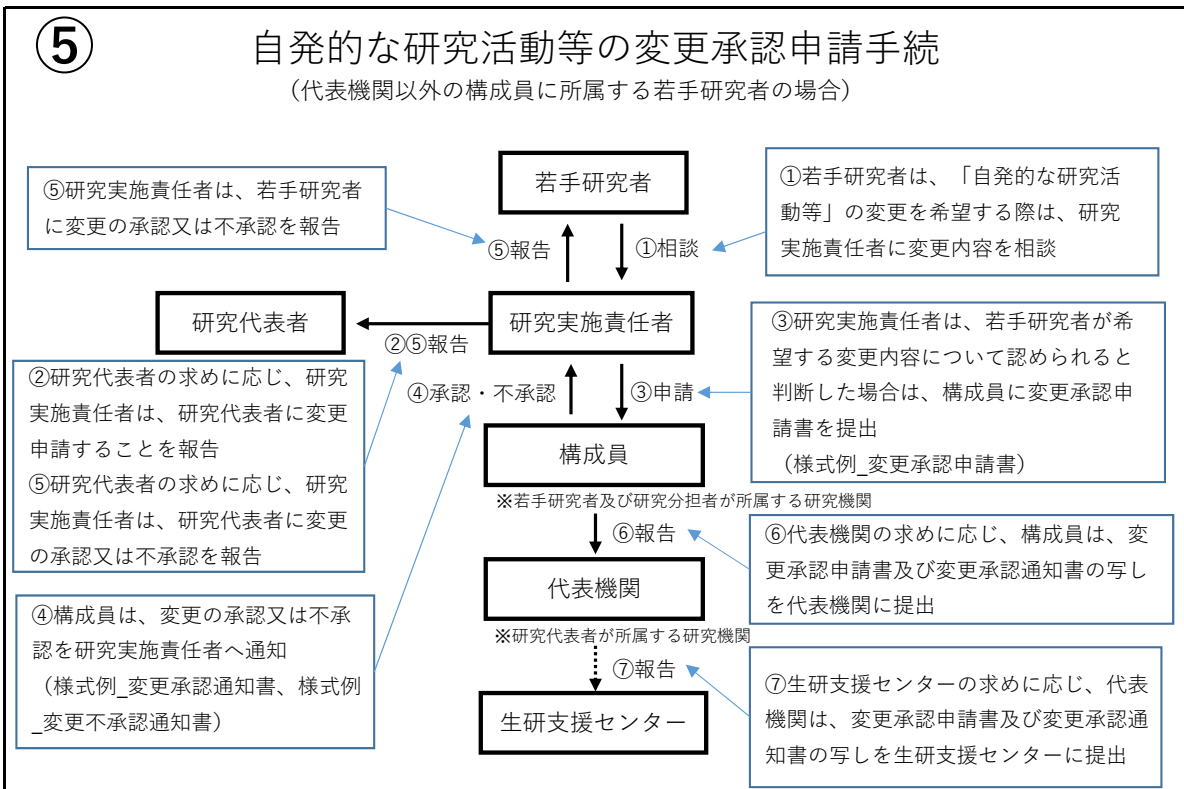 ⑤
自発的な研究活動等の変更承認申請手続
(代表機関以外の構成員に所属する若手研究者の場合)
⑤研究実施責任者は、若手研究者
に変更の承認又は不承認を報告
若手研究者
①若手研究者は、「自発的な研究活
動等」の変更を希望する際は、研究
実施責任者に変更内容を相談
⑤報告
①相談
研究代表者
研究実施責任者
②⑤報告
③研究実施責任者は、若手研究者が希
望する変更内容について認められると
判断した場合は、構成員に変更承認申
請書を提出
（様式例_変更承認申請書）
②研究代表者の求めに応じ、研究
実施責任者は、研究代表者に変更
申請することを報告
⑤研究代表者の求めに応じ、研究
実施責任者は、研究代表者に変更
の承認又は不承認を報告
④承認・不承認
③申請
構成員
※若手研究者及び研究分担者が所属する研究機関
⑥報告
⑥代表機関の求めに応じ、構成員は、変
更承認申請書及び変更承認通知書の写し
を代表機関に提出
代表機関
※研究代表者が所属する研究機関
④構成員は、変更の承認又は不承
認を研究実施責任者へ通知
（様式例_変更承認通知書、様式例
_変更不承認通知書）
⑦報告
⑦生研支援センターの求めに応じ、代表
機関は、変更承認申請書及び変更承認通
知書の写しを生研支援センターに提出
生研支援センター